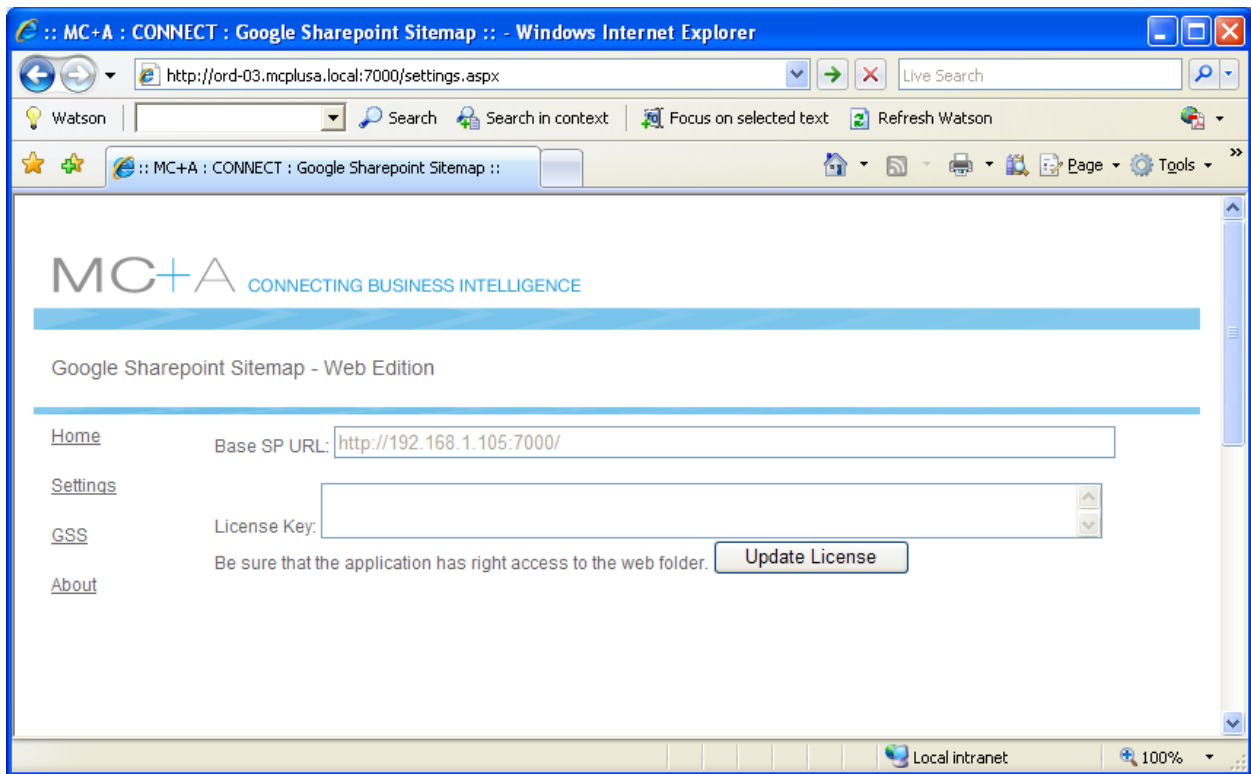 :: MC+A : CONNECT : Google Sharepoint Sitemap :: - Windows Internet Explorer
http://ord-03.mcplusa.local:7000/settings.aspx Live Search
Watson Search Search in context Focus on selected text Refresh Watson
:: MC+A : CONNECT : Google Sharepoint Sitemap :: Page Tools »
MC+A CONNECTING BUSINESS INTELLIGENCE
Google Sharepoint Sitemap - Web Edition
Home
Settings
GSS
About
Base SP URL: http://192.168.1.105:7000/
License Key:
Be sure that the application has right access to the web folder. Update License
Local intranet 100%